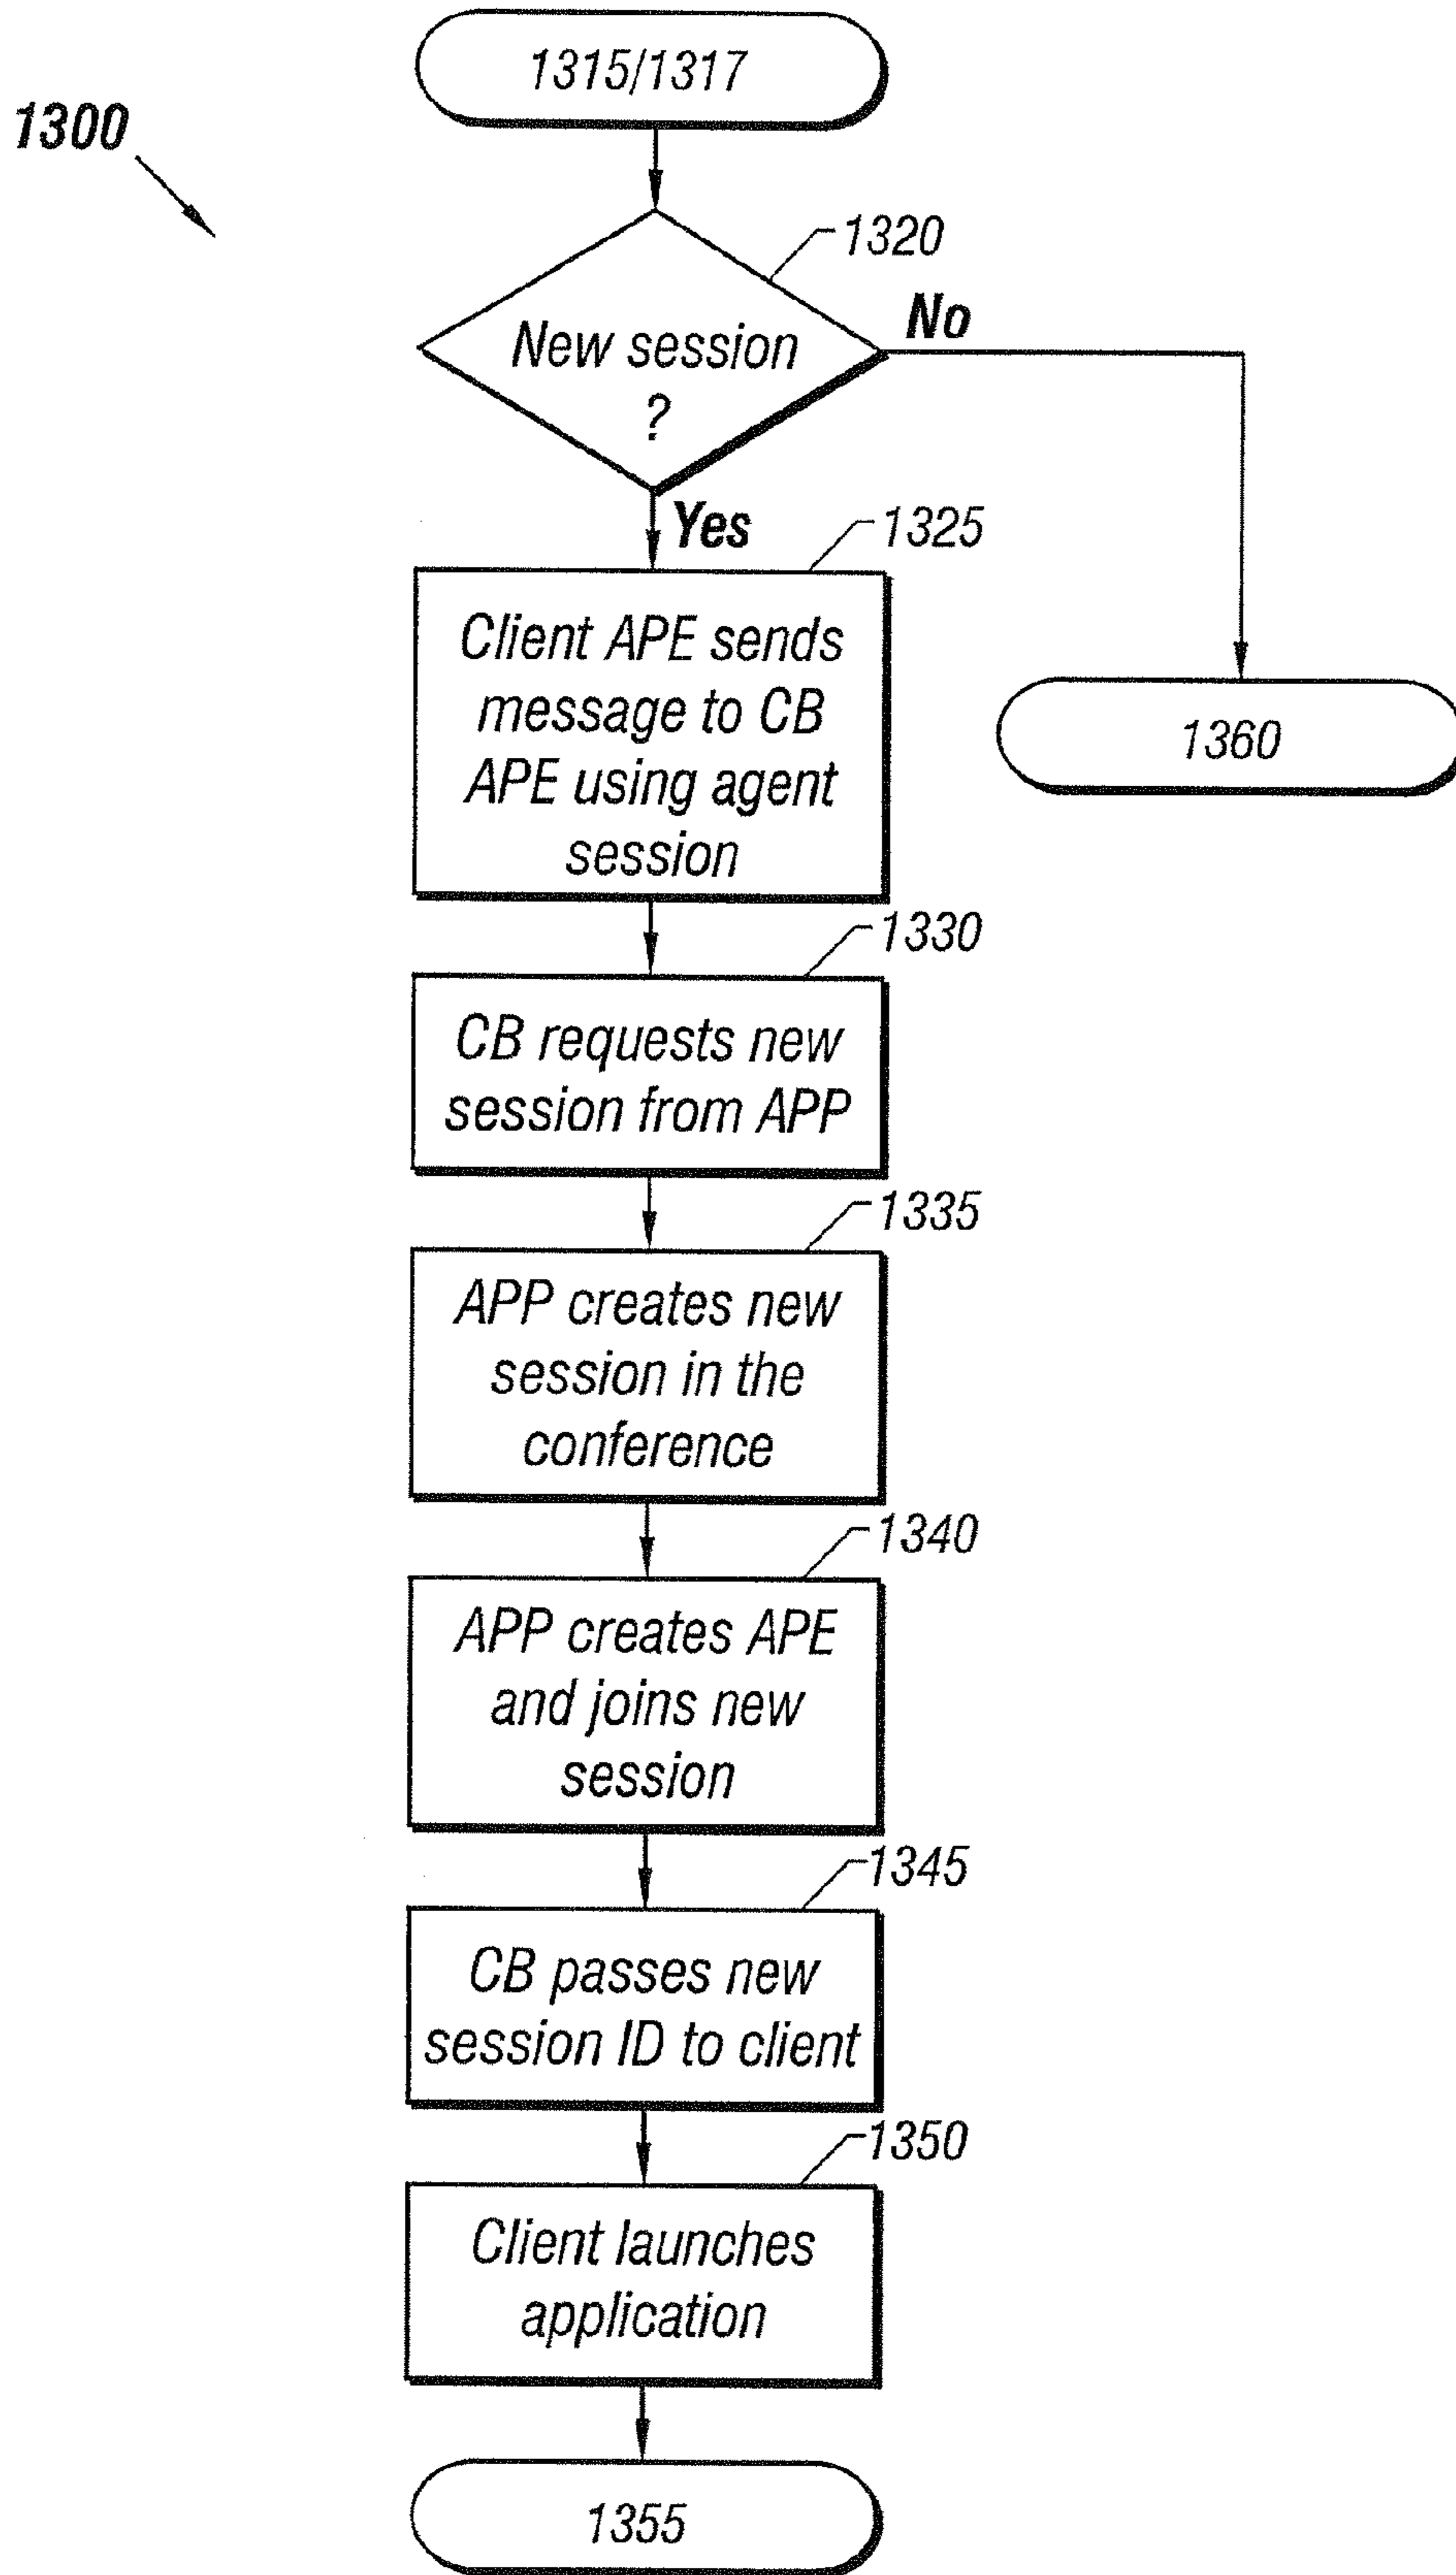 1315/1317
1300
1320
No
New session
?
Yes
1325
Client APE sends
message to CB
APE using agent
session
1360
1330
CB requests new
session from APP
1335
APP creates new
session in the
conference
1340
APP creates APE
and joins new
session
1345
CB passes new
session ID to client
1350
Client launches
application
1355